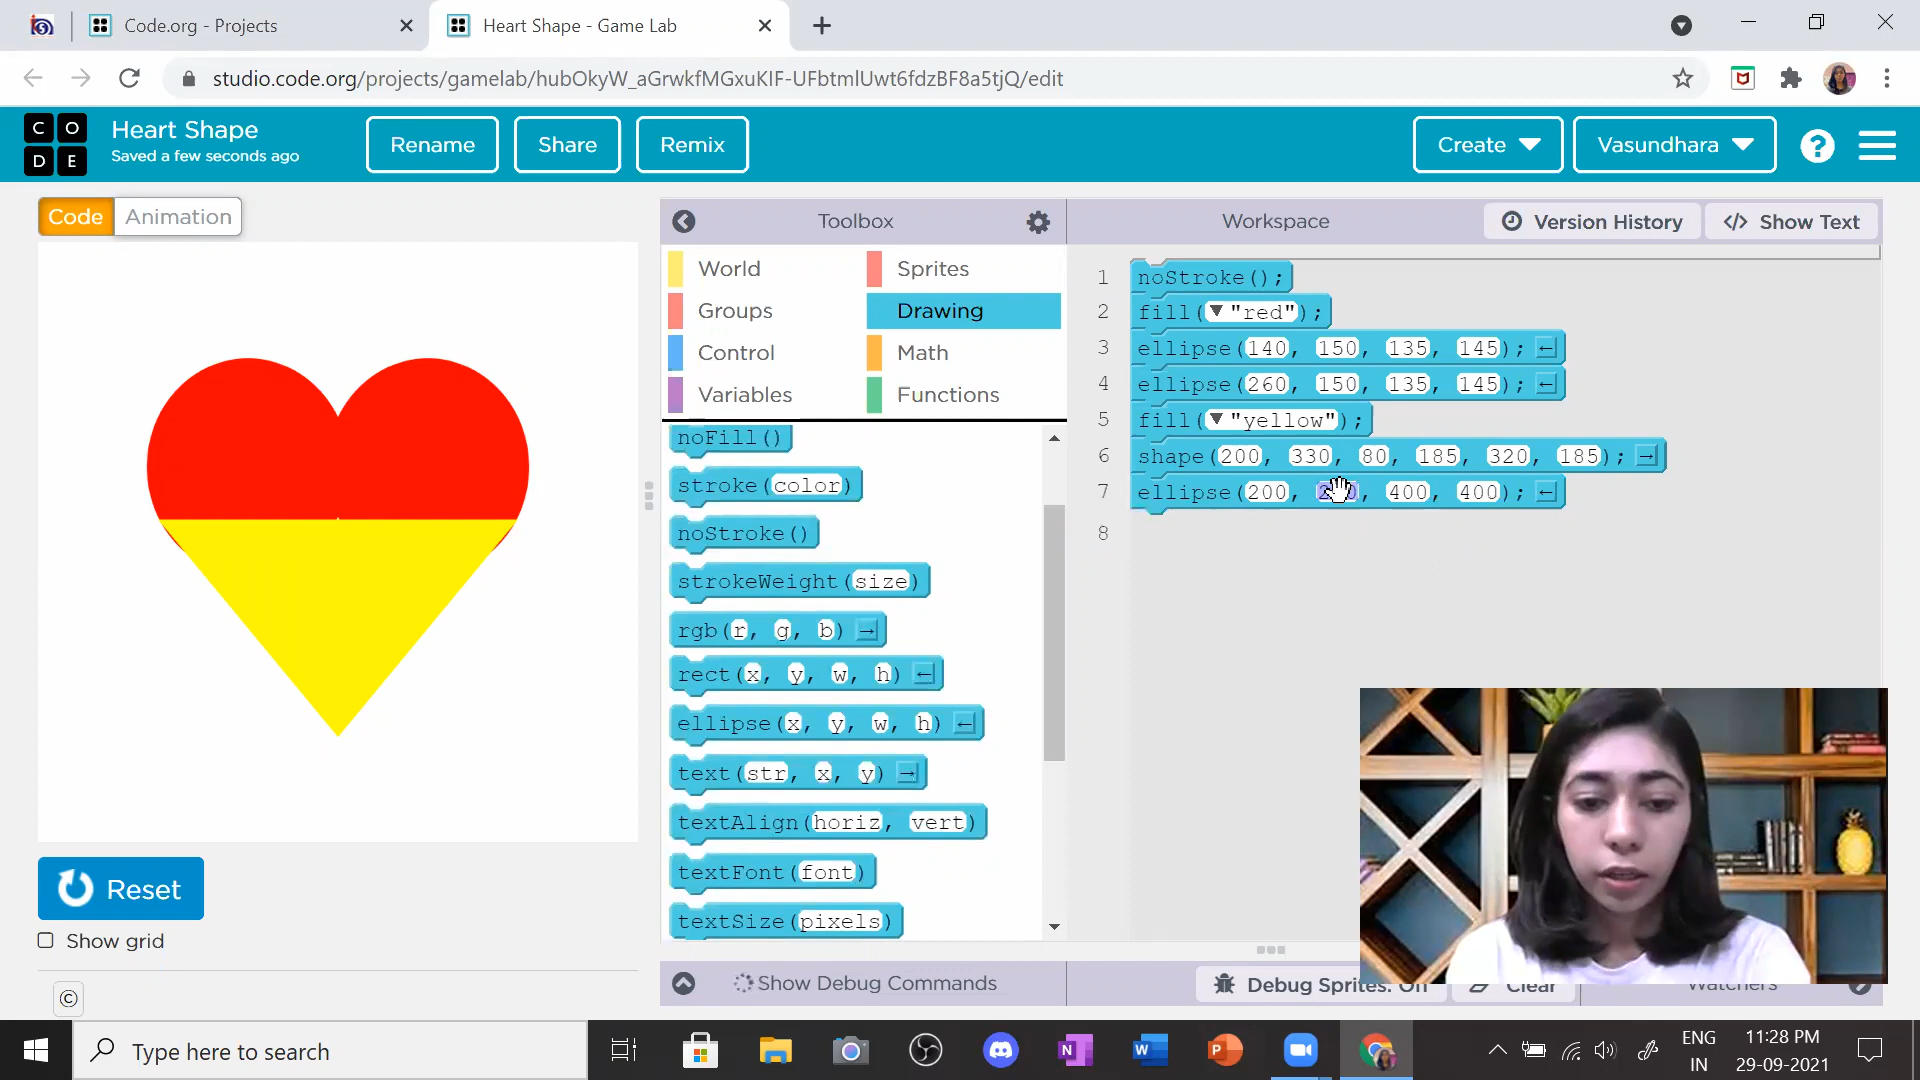 Code.org - Projects
Heart Shape - Game Lab
studio.code.org/projects/gamelab/hubOkyW_aGrwkfMGxuKIF-UFbtmlUwt6fdzBF8a5tjQ/edit
C O
D E
Heart Shape
Saved a few seconds ago
Rename
Share
Remix
Create
Vasundhara
?
Code
Animation
Toolbox
Workspace
Version History
</> Show Text
World
Sprites
Groups
Drawing
Control
Math
Variables
Functions
noFill()
stroke(color)
noStroke()
strokeWeight(size)
rgb(r, g, b) →
rect(x, y, w, h) ←
ellipse(x, y, w, h) ←
text(str, x, y) →
textAlign(horiz, vert)
textFont(font)
textSize(pixels)
1 noStroke();
2 fill(▼"red");
3 ellipse(140, 150, 135, 145); ←
4 ellipse(260, 150, 135, 145); ←
5 fill(▼"yellow");
6 shape(200, 330, 80, 185, 320, 185); →
7 ellipse(200, , 400, 400); ←
8
Reset
Show grid
©
Show Debug Commands
Debug Sprites: Off
Clear
Watchers
Type here to search
ENG
IN
11:28 PM
29-09-2021